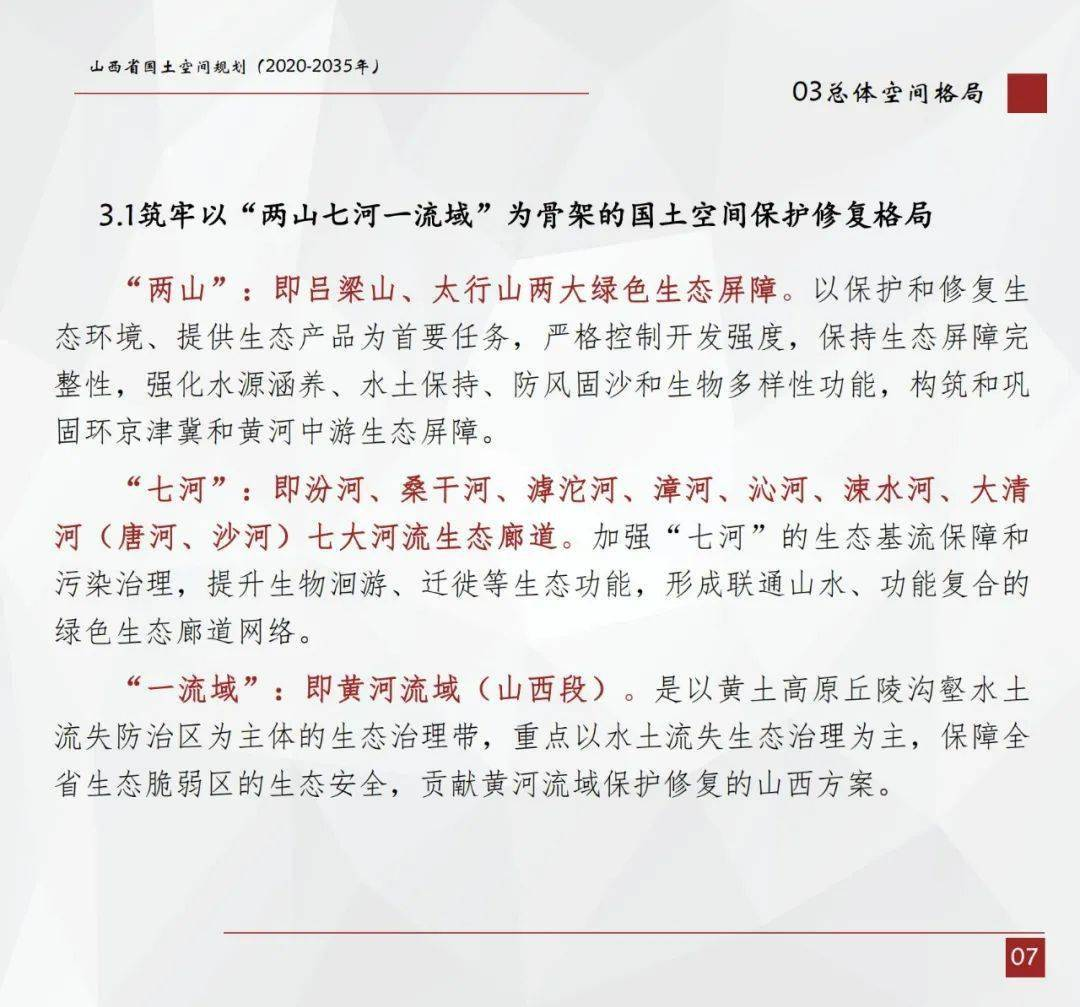 山西省国土空间规划（2020-2035年）
03总体空间格局
3.1筑牢以“两山七河一流域”为骨架的国土空间保护修复格局
“两山”：即吕梁山、太行山两大绿色生态屏障。以保护和修复生
态环境、提供生态产品为首要任务，严格控制开发强度，保持生态屏障完
整性，强化水源涵养、水土保持、防风固沙和生物多样性功能，构筑和巩
固环京津冀和黄河中游生态屏障。
“七河”：即汾河、桑干河、滹沱河、漳河、沁河、涑水河、大清
河（唐河、沙河）七大河流生态廊道。加强“七河”的生态基流保障和
污染治理，提升生物洄游、迁徙等生态功能，形成联通山水、功能复合的
绿色生态廊道网络。
“一流域”：即黄河流域（山西段）。是以黄土高原丘陵沟壑水土
流失防治区为主体的生态治理带，重点以水土流失生态治理为主，保障全
省生态脆弱区的生态安全，贡献黄河流域保护修复的山西方案。
07